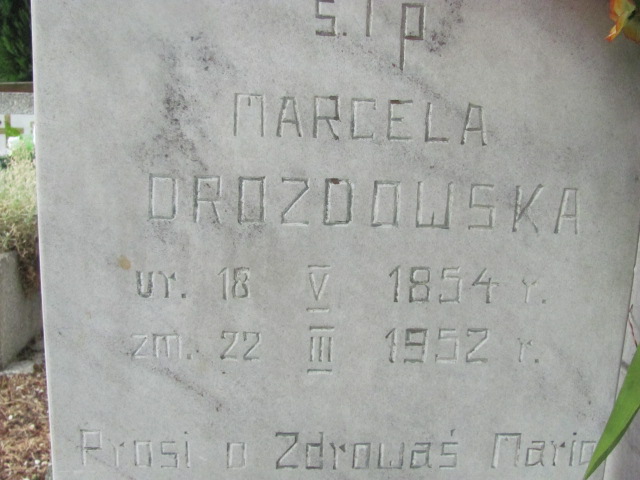 ś. † p
MARCELA
DROZDOWSKA
ur. 18 V 1854 r.
zm. 22 III 1952 r.
Prosi o Zdrowaś Mario